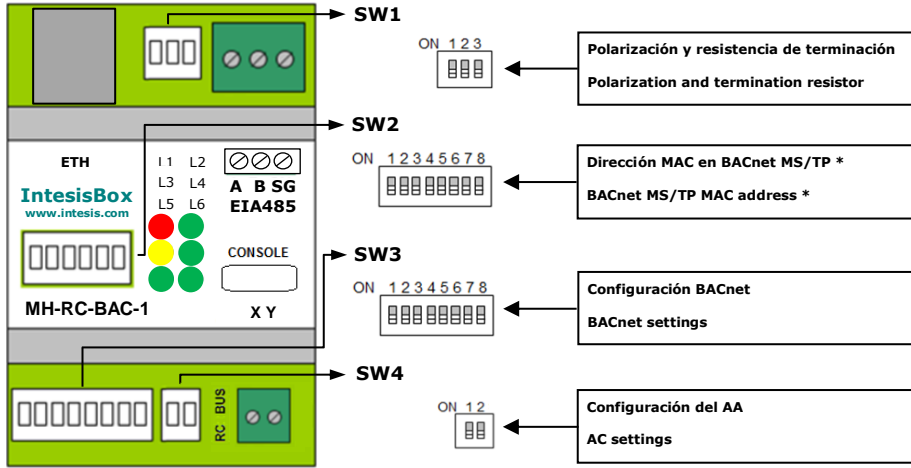 SW1
ON 1 2 3
Polarización y resistencia de terminación
Polarization and termination resistor
SW2
ON 1 2 3 4 5 6 7 8
Dirección MAC en BACnet MS/TP *
BACnet MS/TP MAC address *
ETH
L1 L2
L3 L4
L5 L6
A B SG
EIA485
IntesisBox
www.intesis.com
CONSOLE
X Y
MH-RC-BAC-1
SW3
ON 1 2 3 4 5 6 7 8
Configuración BACnet
BACnet settings
SW4
RC BUS
ON 1 2
Configuración del AA
AC settings